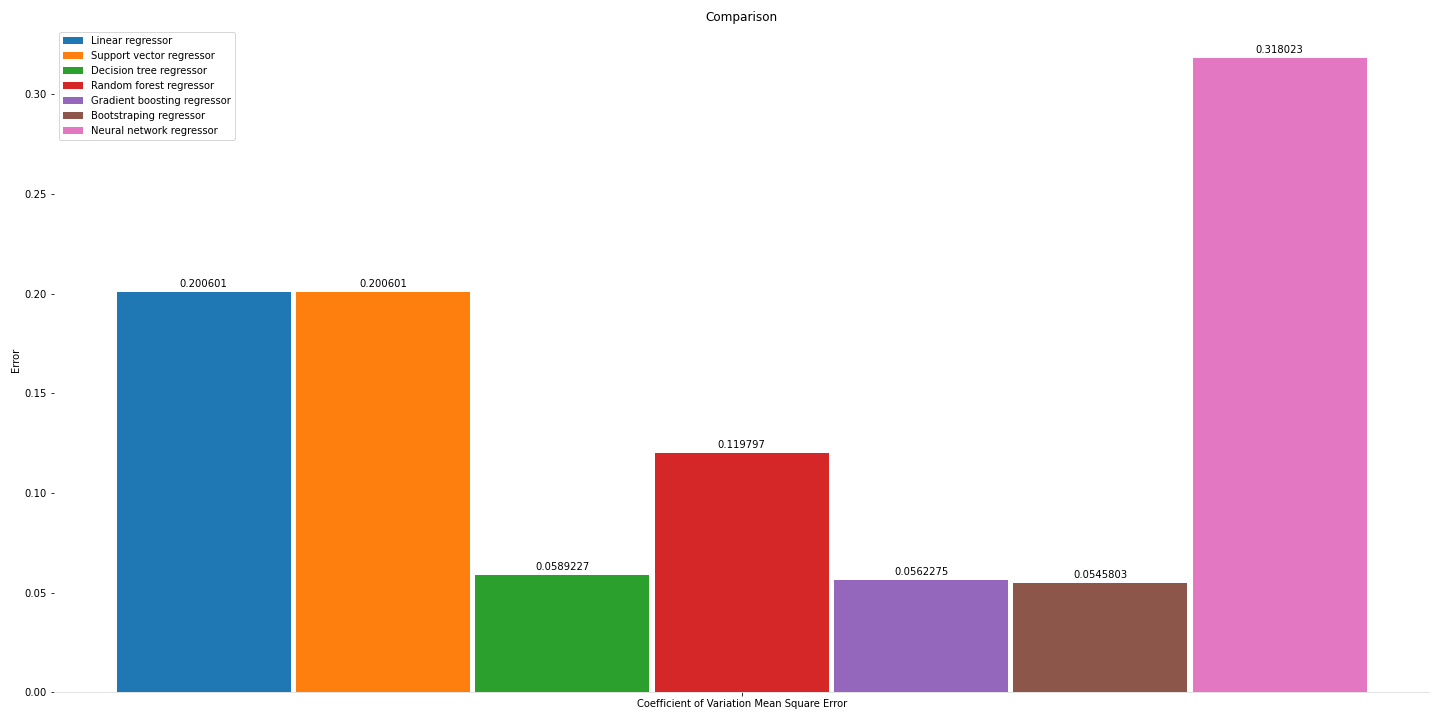 Comparison
Linear regressor
Support vector regressor
Decision tree regressor
Random forest regressor
Gradient boosting regressor
Bootstraping regressor
Neural network regressor
0.318023
0.200601
0.200601
0.119797
0.0589227
0.0562275
0.0545803
Error
0.30
0.25
0.20
0.15
0.10
0.05
0.00
Coefficient of Variation Mean Square Error